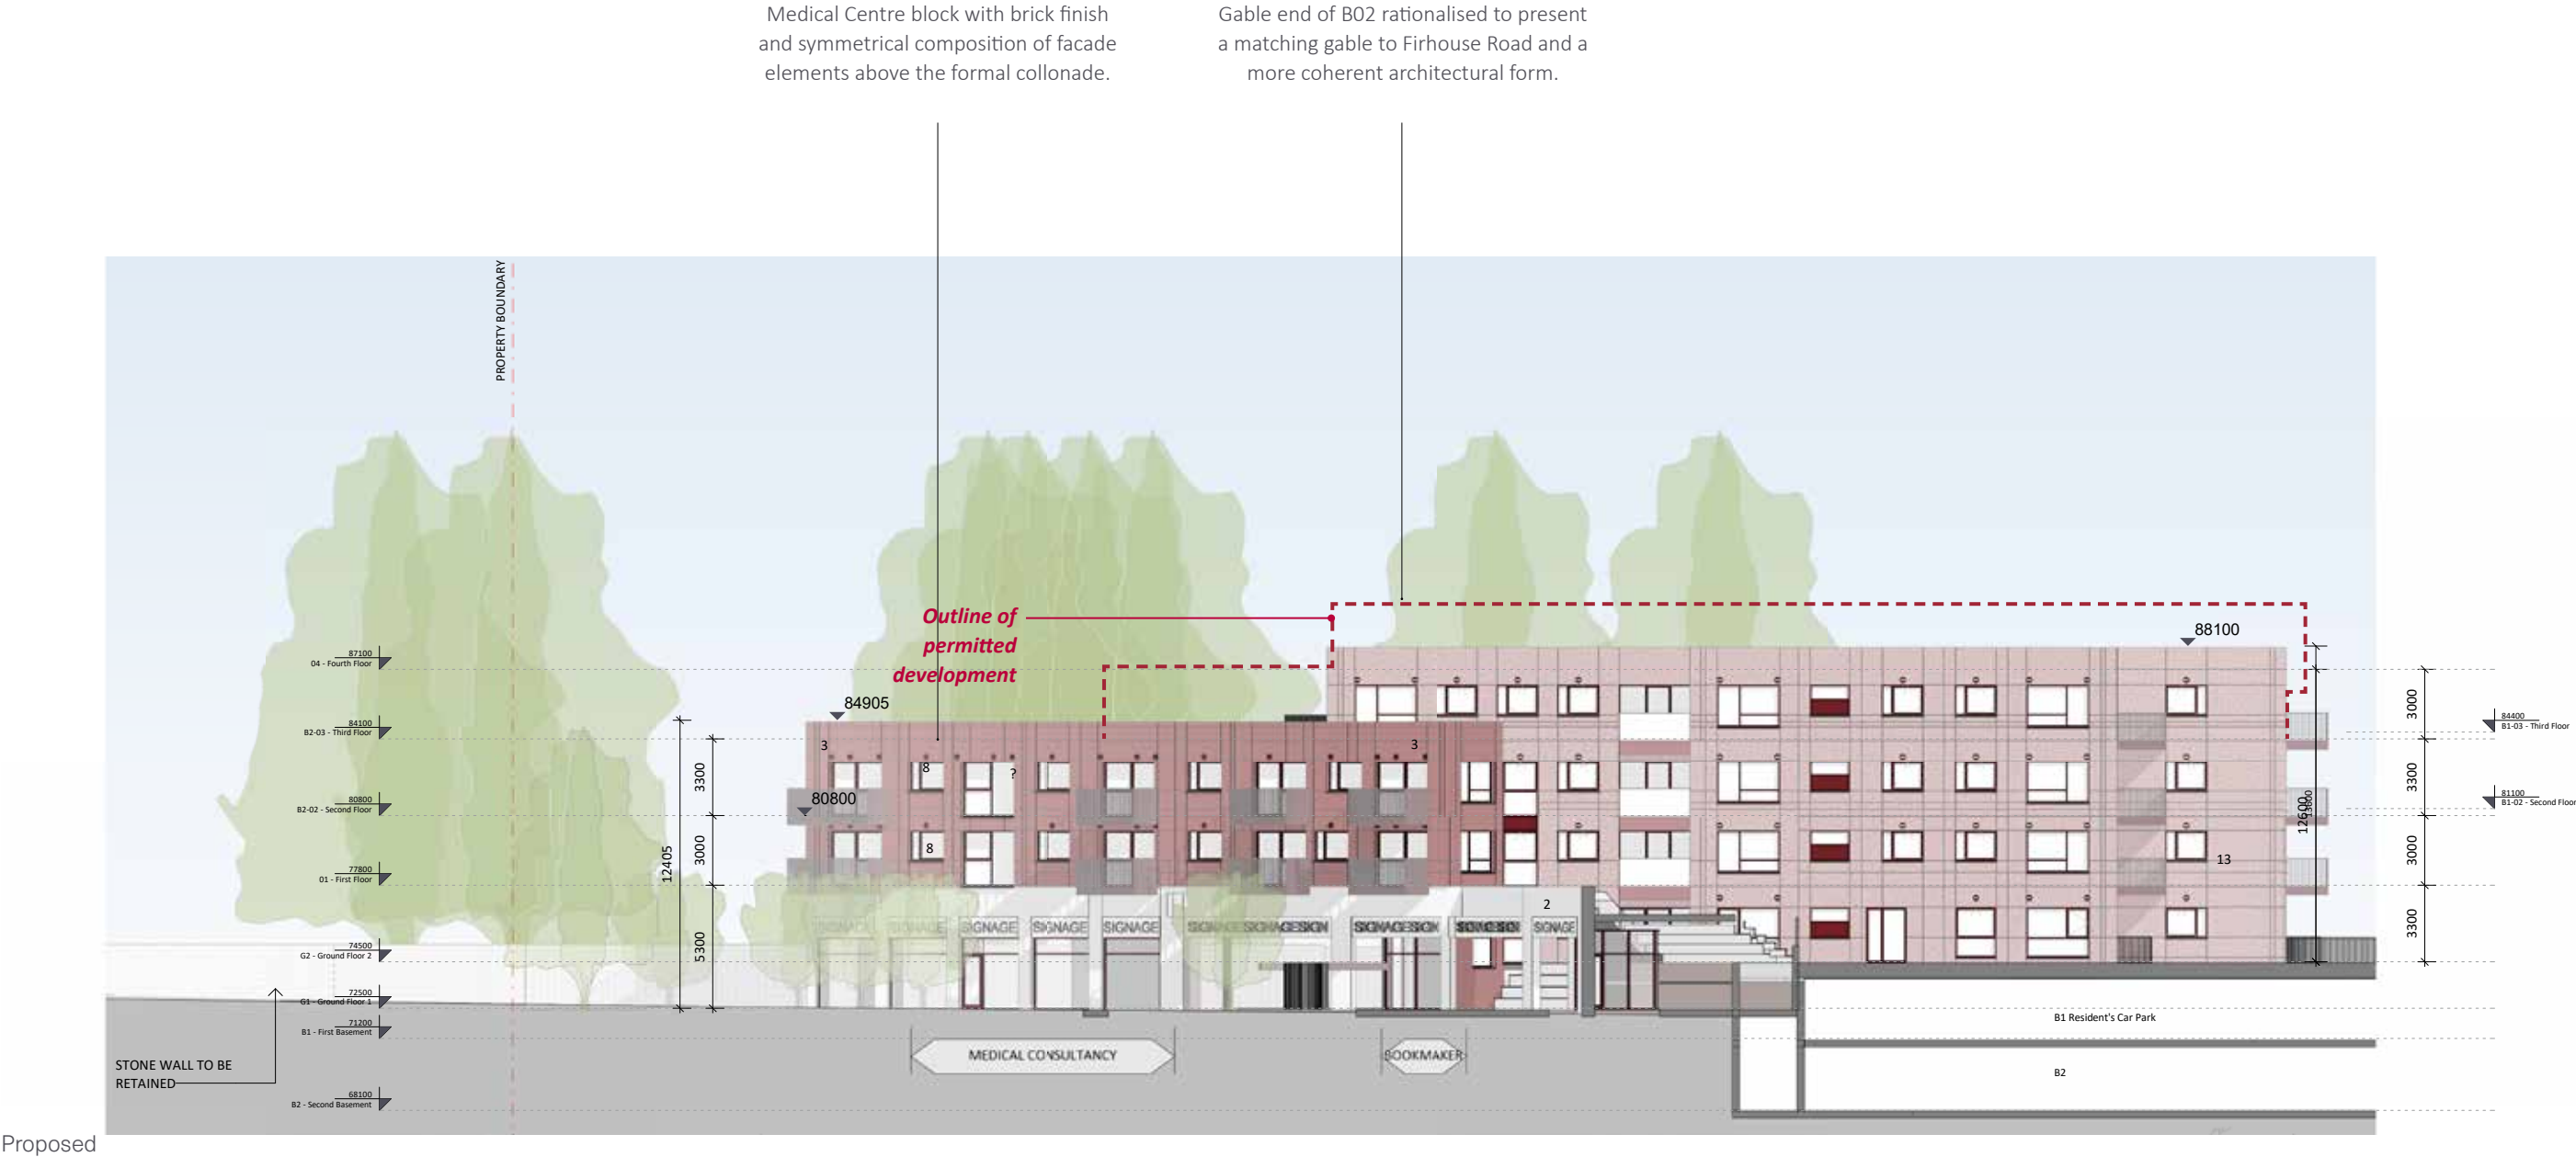 Medical Centre block with brick finish
and symmetrical composition of facade
elements above the formal collonade.
Gable end of B02 rationalised to present
a matching gable to Firhouse Road and a
more coherent architectural form.
PROPERTY BOUNDARY
Outline of
permitted
development
88100
84905
80800
87100
04 - Fourth Floor
84100
B2-03 - Third Floor
80800
B2-02 - Second Floor
77800
01 - First Floor
74500
G2 - Ground Floor 2
72500
G1- Ground Floor 1
71200
B1 - First Basement
68100
B2 - Second Basement
12405
3300
3000
5300
3
8
?
3
8
2
13
SIGNAGE
SIGNAGE
SIGNAGE
SIGNAGE
12600
3000
3300
3000
3300
84400
B1-03 - Third Floor
81100
B1-02 - Second Floor
MEDICAL CONSULTANCY
BOOKMAKER
B1 Resident's Car Park
B2
STONE WALL TO BE
RETAINED
Proposed